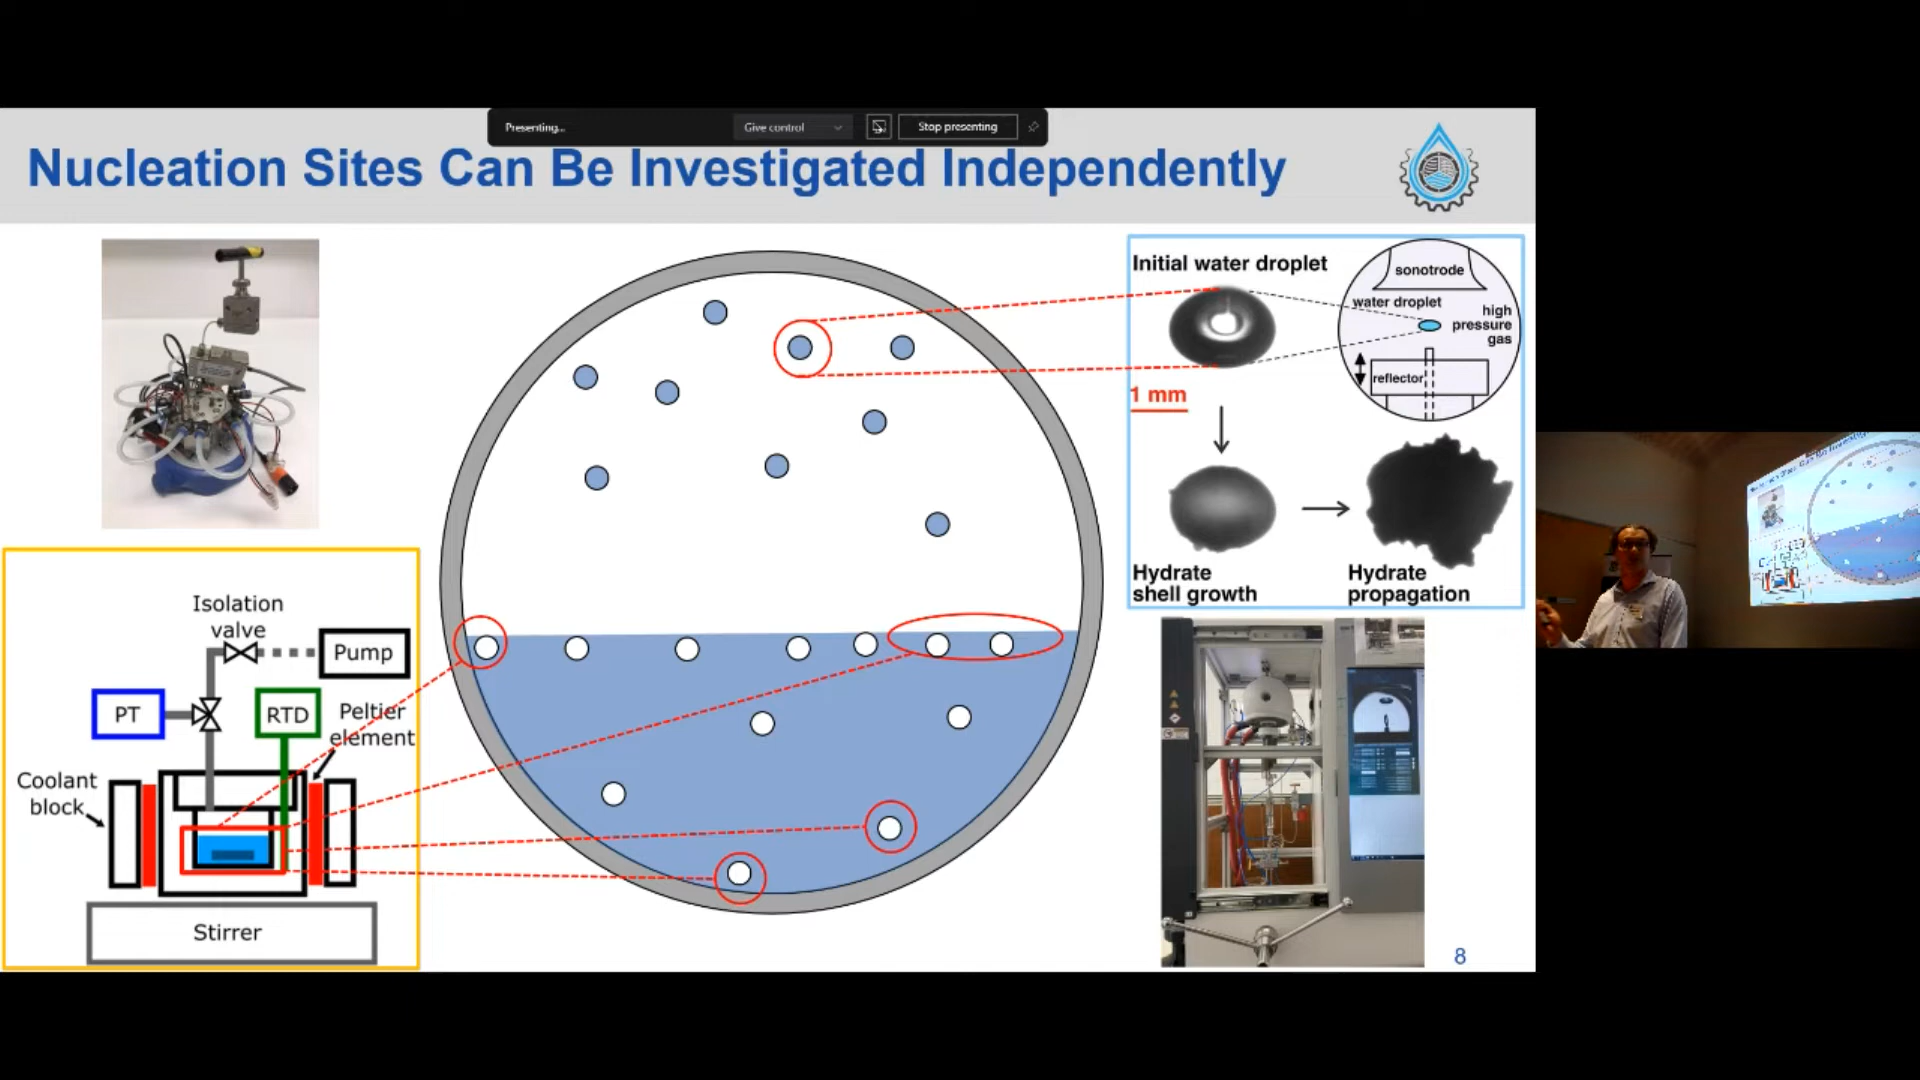 Presenting...
Give control
Stop presenting
Nucleation Sites Can Be Investigated Independently
Initial water droplet
sonotrode
water droplet
high
pressure
gas
reflector
1 mm
Hydrate
shell growth
Hydrate
propagation
Isolation
valve
Pump
PT
RTD
Peltier
element
Coolant
block
Stirrer
8